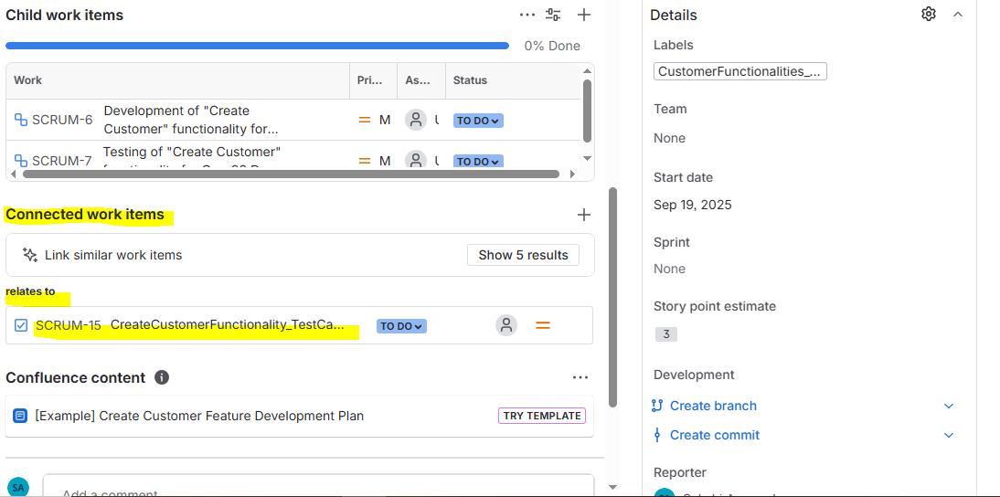 Child work items
0% Done
Work Pri... As... Status
SCRUM-6 Development of "Create
Customer" functionality for...
M TO DO
SCRUM-7 Testing of "Create Customer"
M TO DO
Connected work items
Link similar work items Show 5 results
relates to
SCRUM-15 CreateCustomerFunctionality_TestCa... TO DO
Confluence content
[Example] Create Customer Feature Development Plan TRY TEMPLATE
SA
Add a comment
Details
Labels
CustomerFunctionalities_...
Team
None
Start date
Sep 19, 2025
Sprint
None
Story point estimate
3
Development
Create branch
Create commit
Reporter